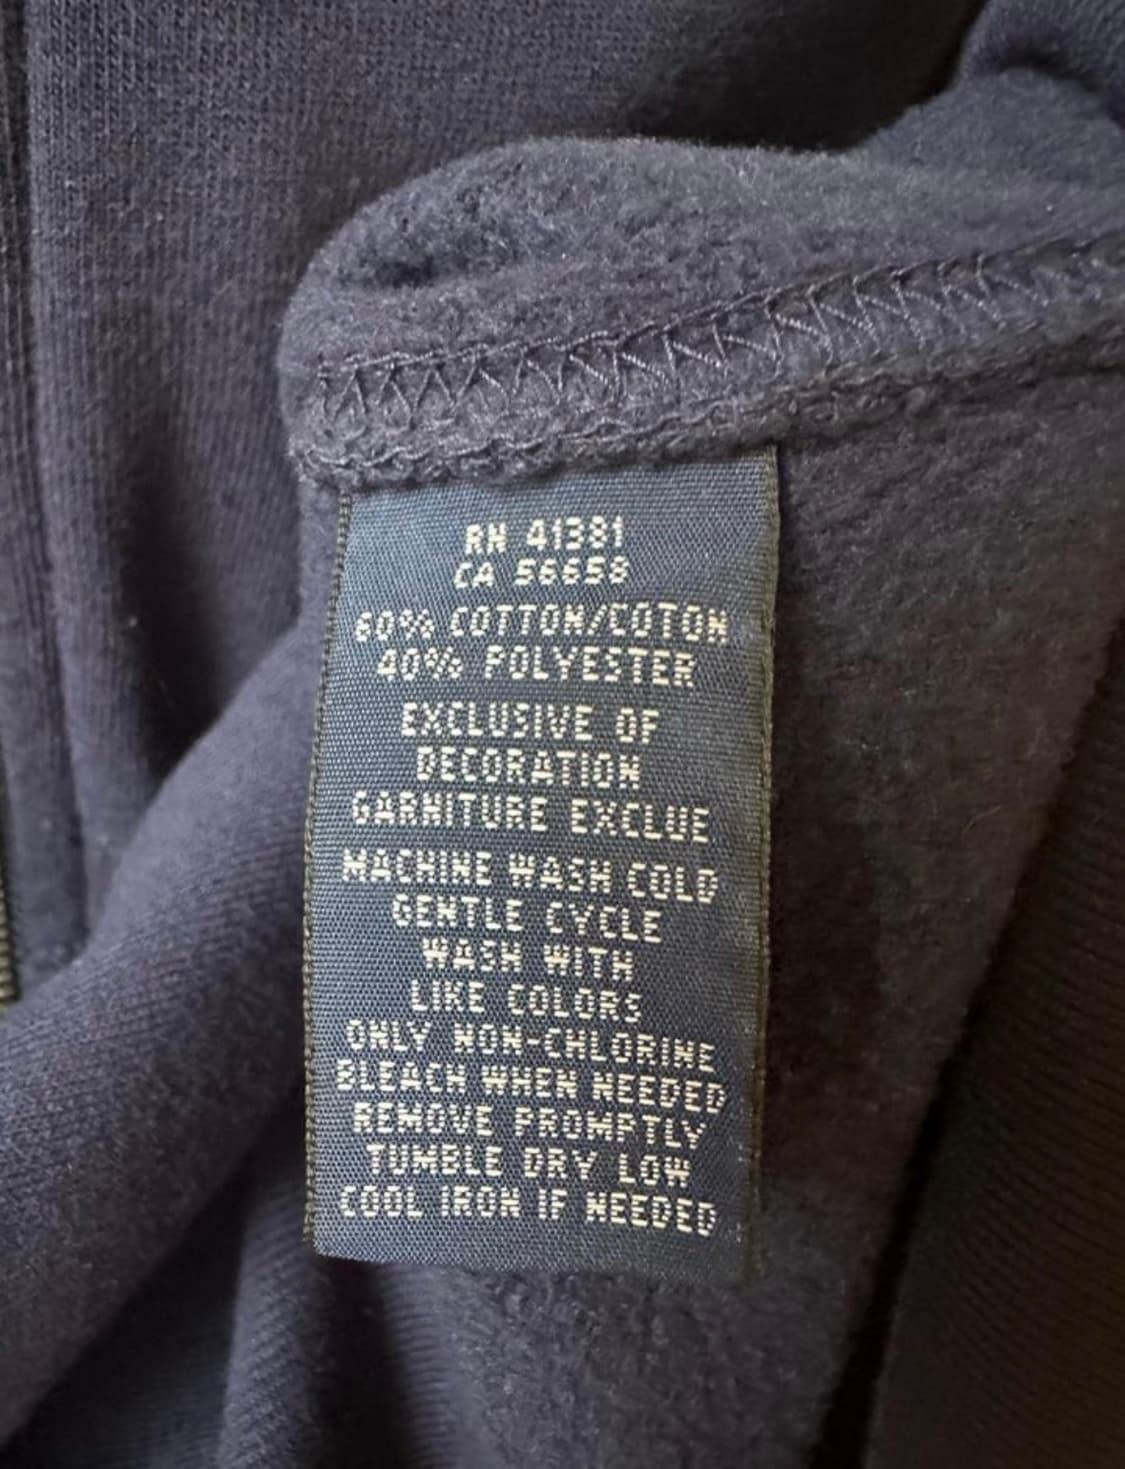 RN 41381
CA 56658
60% COTTON/COTON
40% POLYESTER
EXCLUSIVE OF
DECORATION
GARNITURE EXCLUE
MACHINE WASH COLD
GENTLE CYCLE
WASH WITH
LIKE COLORS
ONLY NON-CHLORINE
BLEACH WHEN NEEDED
REMOVE PROMPTLY
TUMBLE DRY LOW
COOL IRON IF NEEDED